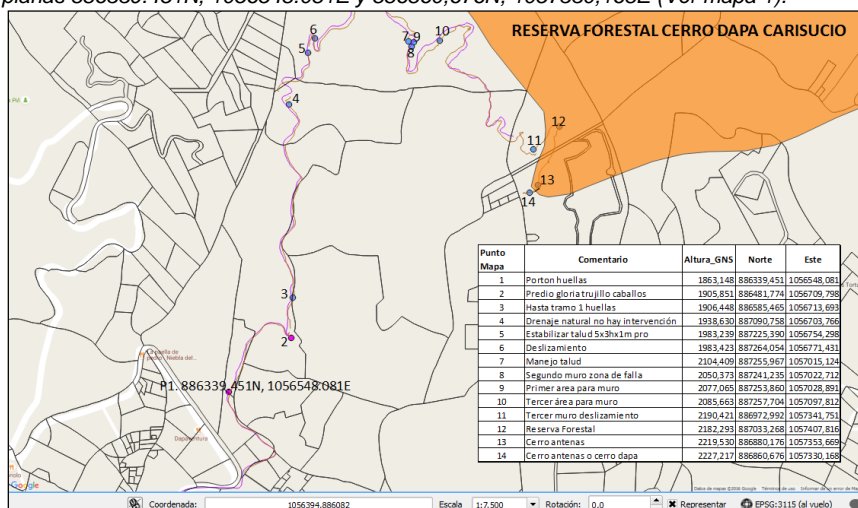 planas 886339.451N, 1056548.081E y 886860,676N, 1057330,168E (Ver mapa 1).
RESERVA FORESTAL CERRO DAPA CARISUCIO
6
5
7 9
8
10
4
12
11
13
14
3
2
P1. 886339.451N, 1056548.081E
Punto Mapa Comentario Altura_GNS Norte Este
1 Porton huellas 1863,148 886339,451 1056548,081
2 Predio gloria trujillo caballos 1905,851 886481,774 1056709,798
3 Hasta tramo 1 huellas 1906,448 886585,465 1056713,693
4 Drenaje natural no hay intervención 1938,630 887090,758 1056703,766
5 Estabilizar talud 5x3hx1m pro 1983,239 887225,390 1056754,298
6 Deslizamiento 1983,423 887264,054 1056771,431
7 Manejo talud 2104,409 887255,967 1057015,124
8 Segundo muro zona de falla 2050,373 887241,235 1057022,712
9 Primer area para muro 2077,065 887253,860 1057028,891
10 Tercer área para muro 2085,663 887257,704 1057097,812
11 Tercer muro deslizamiento 2190,421 886972,992 1057341,751
12 Reserva Forestal 2182,293 887033,268 1057407,816
13 Cerro antenas 2219,530 886880,176 1057353,669
14 Cerro antenas o cerro dapa 2227,217 886860,676 1057330,168
Google
Coordenada: 1056394,886082 Escala 1:7.500 Rotación: 0,0 Representar EPSG:3115 (al vuelo)